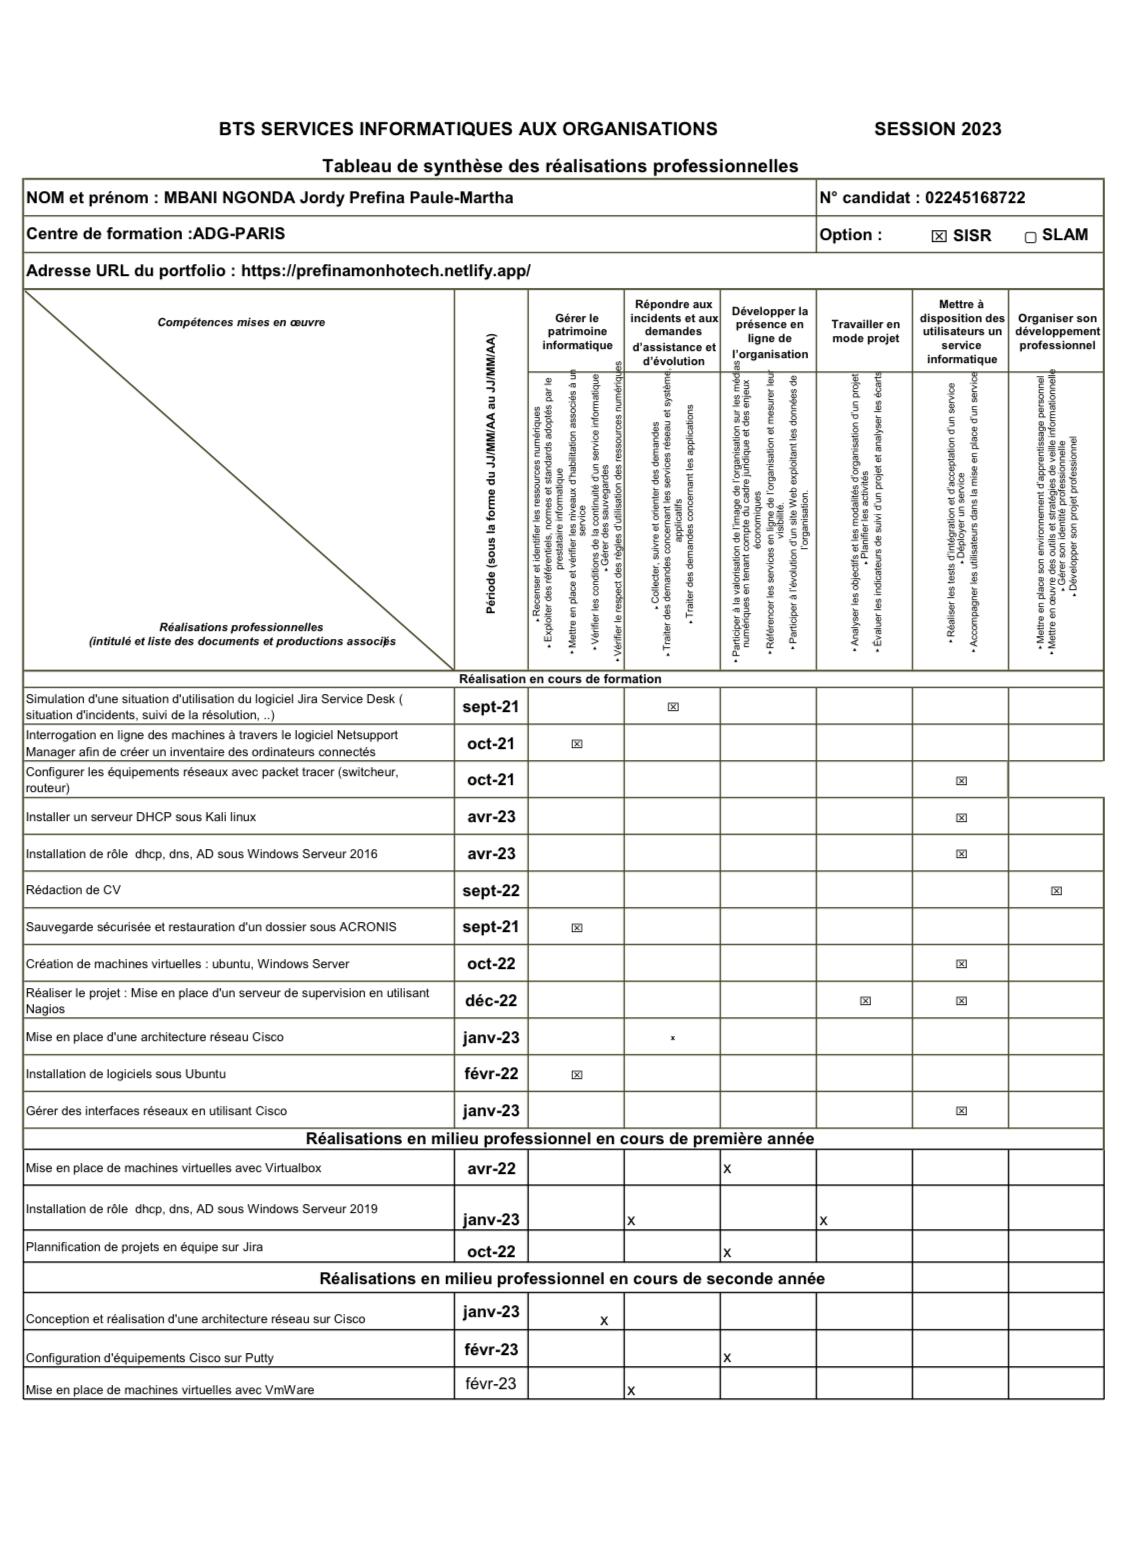 BTS SERVICES INFORMATIQUES AUX ORGANISATIONS SESSION 2023
Tableau de synthèse des réalisations professionnelles
NOM et prénom : MBANI NGONDA Jordy Prefina Paule-Martha N° candidat : 02245168722
Centre de formation :ADG-PARIS Option : ☒ SISR ▢ SLAM
Adresse URL du portfolio : https://prefinamonhotech.netlify.app/
Compétences mises en œuvre
Réalisations professionnelles
(intitulé et liste des documents et productions associés
Période (sous la forme du JJ/MM/AA au JJ/MM/AA)
Gérer le
patrimoine
informatique
Répondre aux
incidents et aux
demandes
d'assistance et
d'évolution
Développer la
présence en
ligne de
l'organisation
Travailler en
mode projet
Mettre à
disposition des
utilisateurs un
service
informatique
Organiser son
développement
professionnel
‣ Recenser et identifier les ressources numériques
‣ Exploiter des référentiels, normes et standards adoptés par le
prestataire informatique
‣ Mettre en place et vérifier les niveaux d'habilitation associés à un
service
‣ Vérifier les conditions de la continuité d'un service informatique
‣ Gérer des sauvegardes
‣ Vérifier le respect des règles d'utilisation des ressources numériques
‣ Collecter, suivre et orienter des demandes
‣ Traiter des demandes concernant les services réseau et système,
applicatifs
‣ Traiter des demandes concernant les applications
‣ Participer à la valorisation de l'image de l'organisation sur les médias
numériques en tenant compte du cadre juridique et des enjeux
économiques
‣ Référencer les services en ligne de l'organisation et mesurer leur
visibilité.
‣ Participer à l'évolution d'un site Web exploitant les données de
l'organisation.
‣ Analyser les objectifs et les modalités d'organisation d'un projet
‣ Planifier les activités
‣ Évaluer les indicateurs de suivi d'un projet et analyser les écarts
‣ Réaliser les tests d'intégration et d'acceptation d'un service
‣ Déployer un service
‣ Accompagner les utilisateurs dans la mise en place d'un service
‣ Mettre en place son environnement d'apprentissage personnel
‣ Mettre en œuvre des outils et stratégies de veille informationnelle
‣ Gérer son identité professionnelle
‣ Développer son projet professionnel
Réalisation en cours de formation
Simulation d'une situation d'utilisation du logiciel Jira Service Desk (
situation d'incidents, suivi de la résolution, ..) sept-21 ☒
Interrogation en ligne des machines à travers le logiciel Netsupport
Manager afin de créer un inventaire des ordinateurs connectés oct-21 ☒
Configurer les équipements réseaux avec packet tracer (switcheur,
routeur) oct-21 ☒
Installer un serveur DHCP sous Kali linux avr-23 ☒
Installation de rôle dhcp, dns, AD sous Windows Serveur 2016 avr-23 ☒
Rédaction de CV sept-22 ☒
Sauvegarde sécurisée et restauration d'un dossier sous ACRONIS sept-21 ☒
Création de machines virtuelles : ubuntu, Windows Server oct-22 ☒
Réaliser le projet : Mise en place d'un serveur de supervision en utilisant
Nagios déc-22 ☒ ☒
Mise en place d'une architecture réseau Cisco janv-23 x
Installation de logiciels sous Ubuntu févr-22 ☒
Gérer des interfaces réseaux en utilisant Cisco janv-23 ☒
Réalisations en milieu professionnel en cours de première année
Mise en place de machines virtuelles avec Virtualbox avr-22 x
Installation de rôle dhcp, dns, AD sous Windows Serveur 2019 janv-23 x x
Plannification de projets en équipe sur Jira oct-22 x
Réalisations en milieu professionnel en cours de seconde année
Conception et réalisation d'une architecture réseau sur Cisco janv-23 x
Configuration d'équipements Cisco sur Putty févr-23 x
Mise en place de machines virtuelles avec VmWare févr-23 x